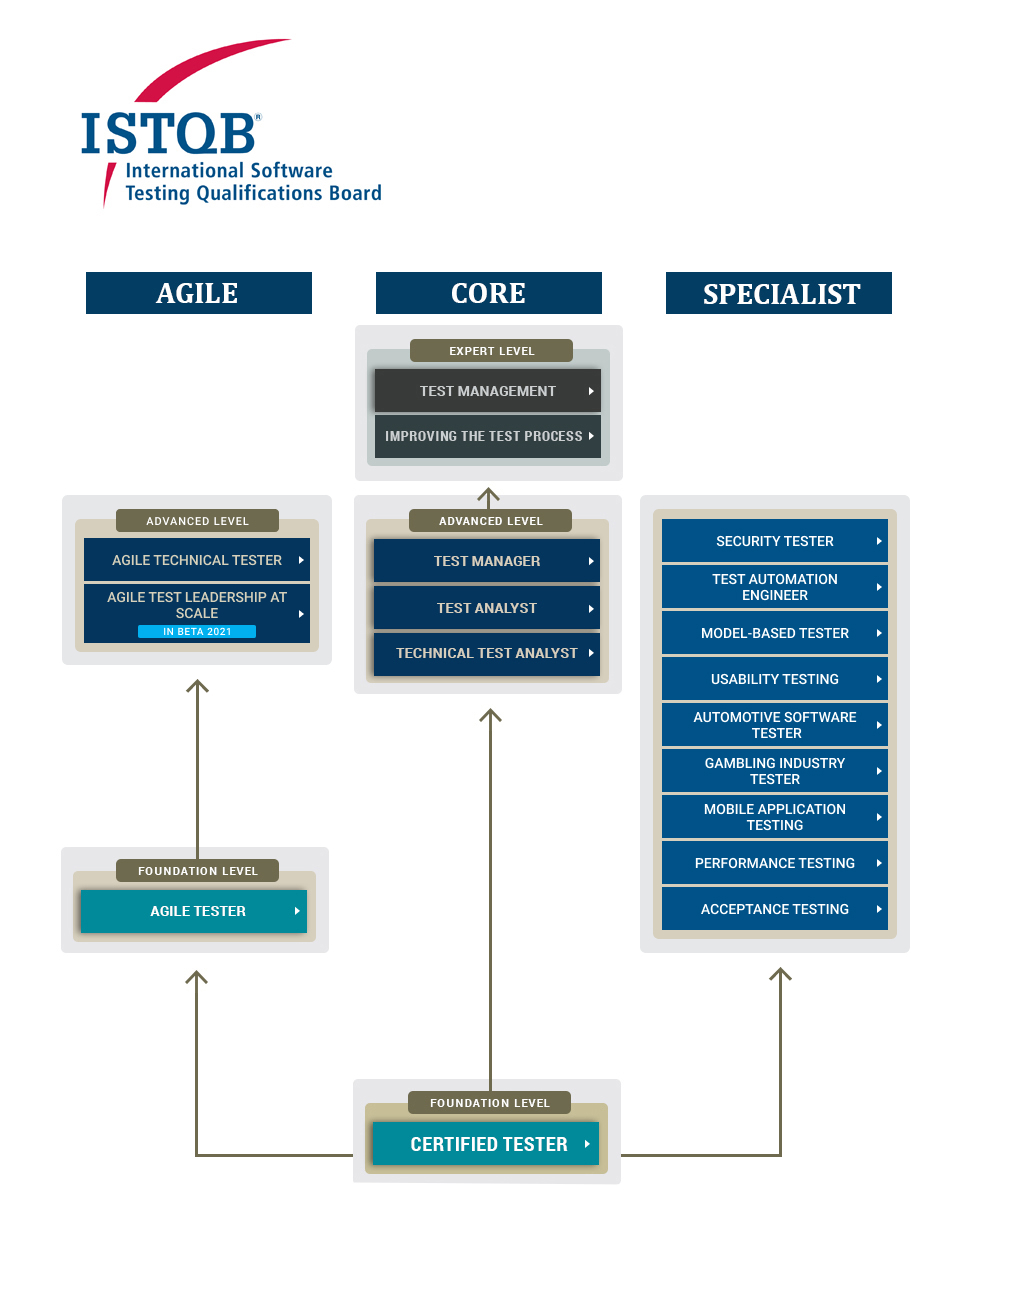 ISTQB®
International Software
Testing Qualifications Board
AGILE
CORE
SPECIALIST
EXPERT LEVEL
TEST MANAGEMENT
IMPROVING THE TEST PROCESS
ADVANCED LEVEL
AGILE TECHNICAL TESTER
AGILE TEST LEADERSHIP AT
SCALE
IN BETA 2021
ADVANCED LEVEL
TEST MANAGER
TEST ANALYST
TECHNICAL TEST ANALYST
SECURITY TESTER
TEST AUTOMATION
ENGINEER
MODEL-BASED TESTER
USABILITY TESTING
AUTOMOTIVE SOFTWARE
TESTER
GAMBLING INDUSTRY
TESTER
MOBILE APPLICATION
TESTING
PERFORMANCE TESTING
ACCEPTANCE TESTING
FOUNDATION LEVEL
AGILE TESTER
FOUNDATION LEVEL
CERTIFIED TESTER